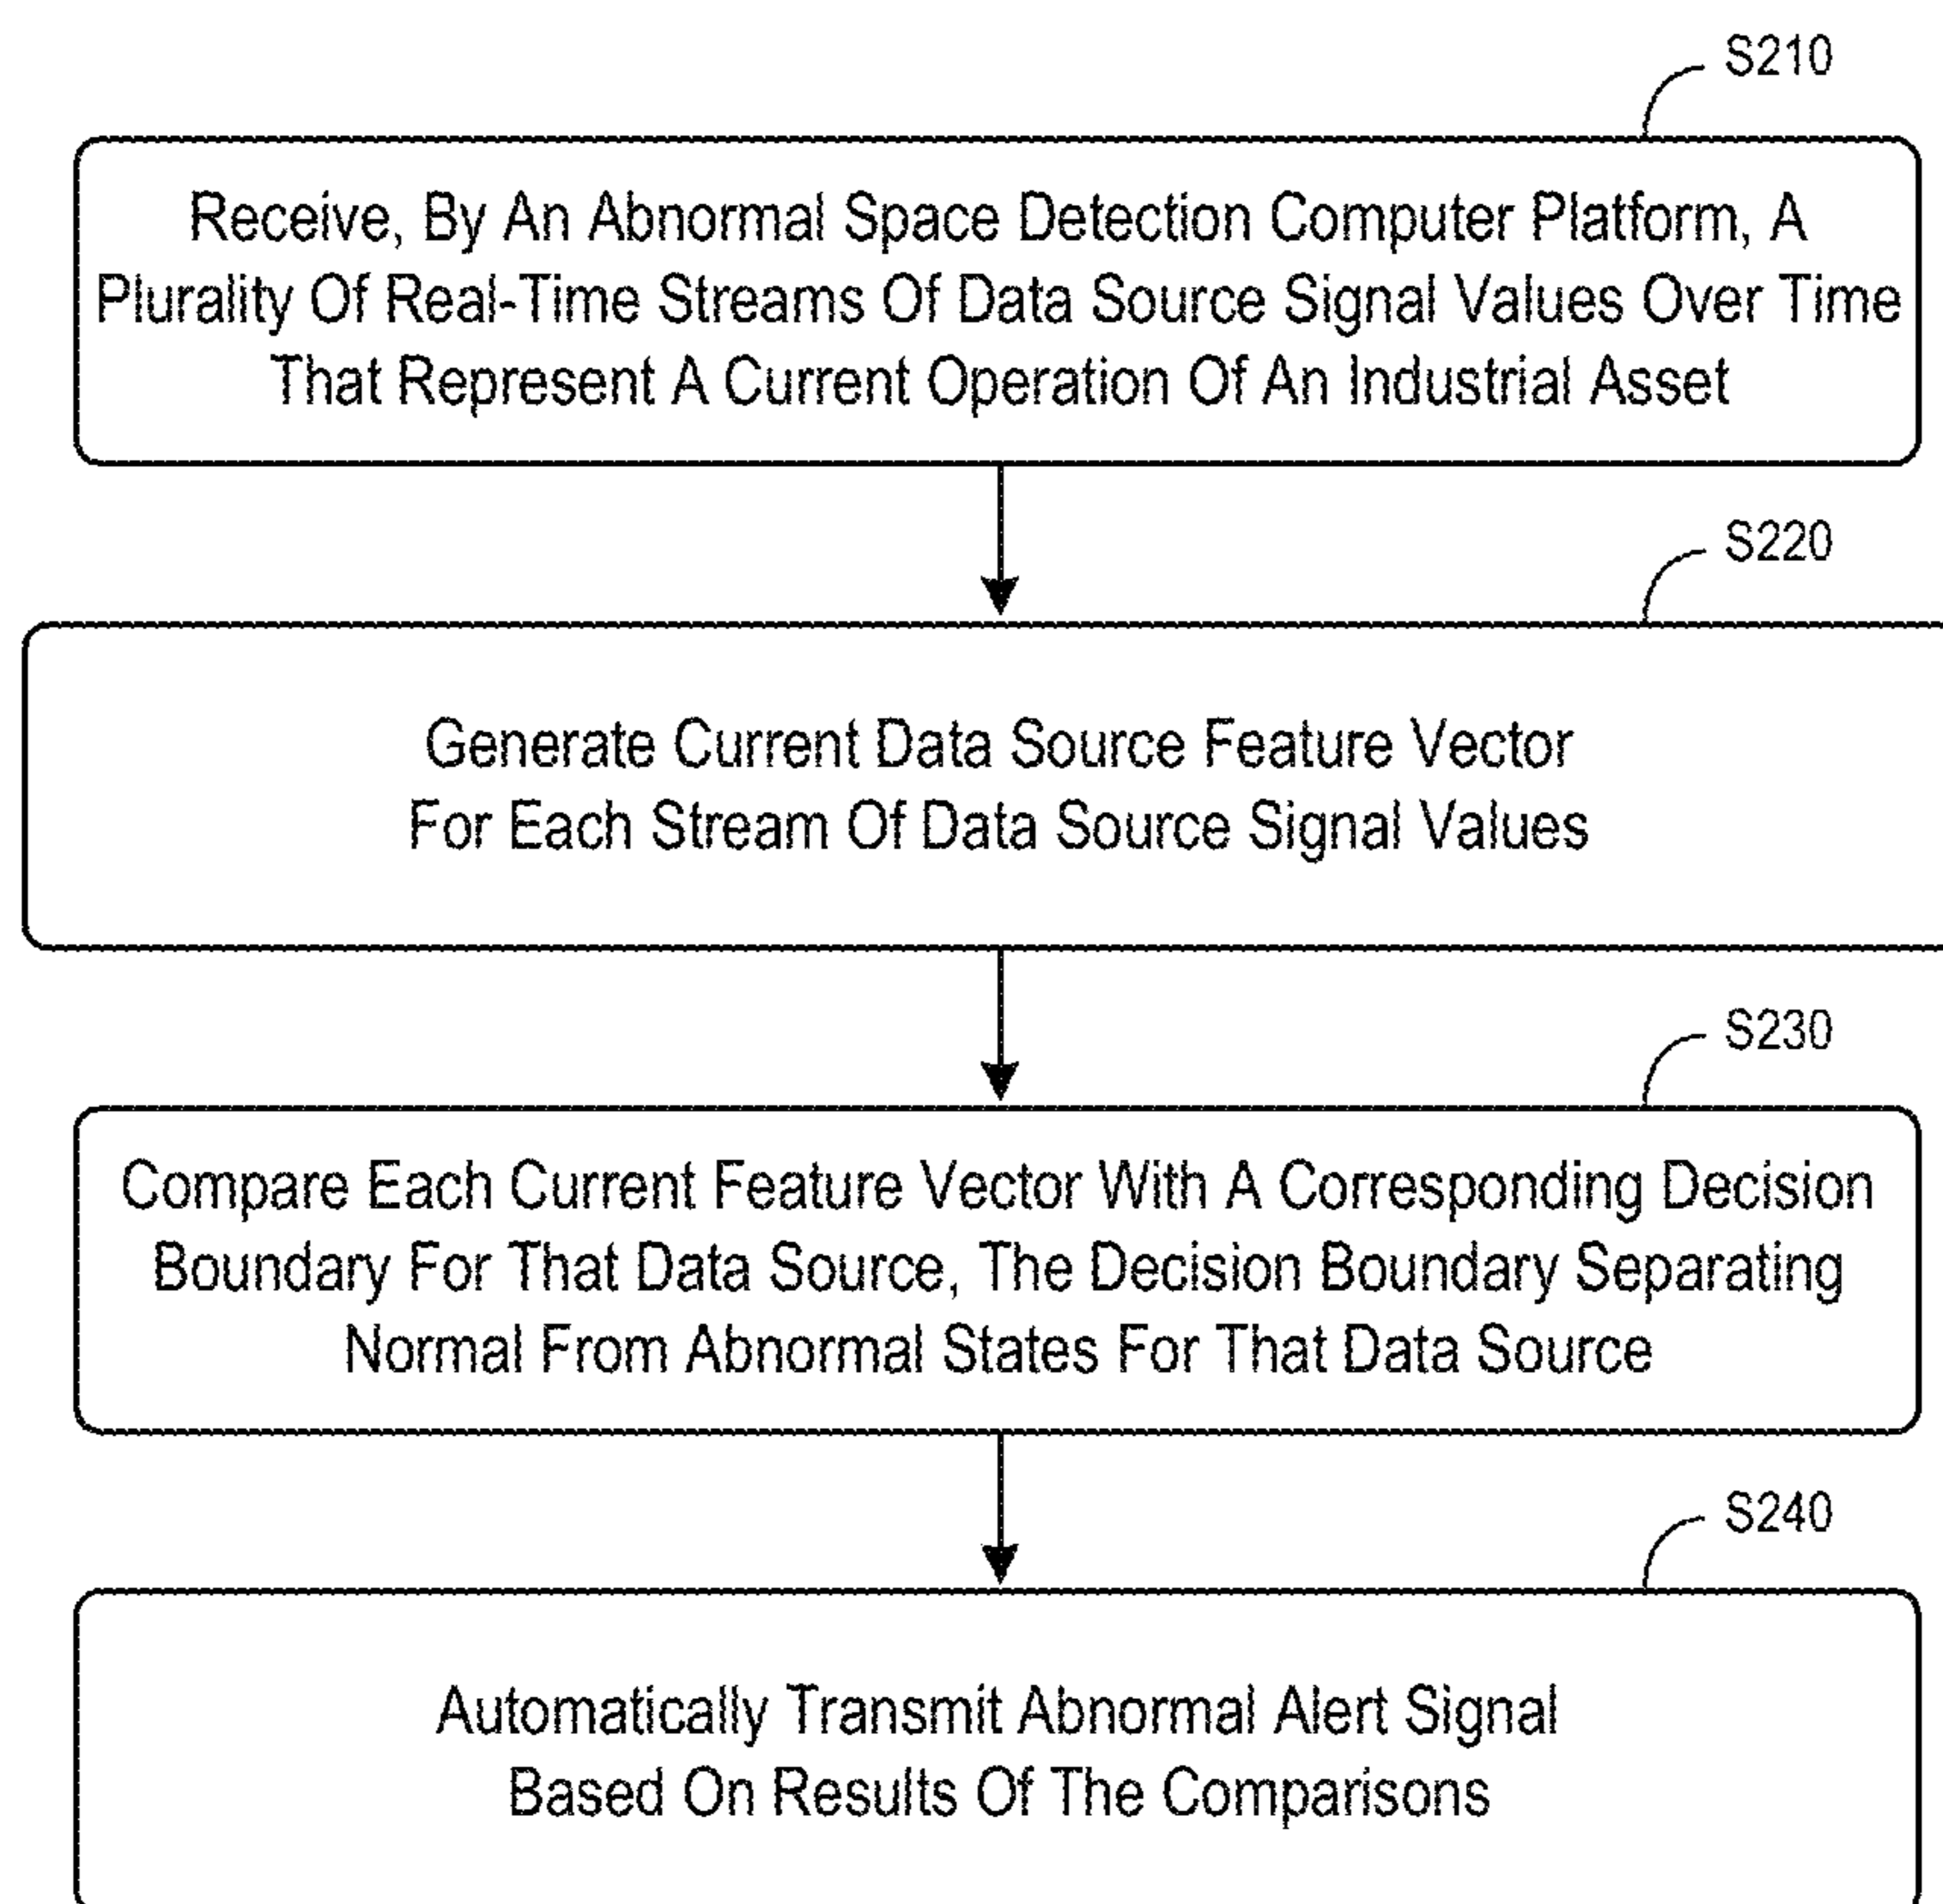 S210
Receive, By An Abnormal Space Detection Computer Platform, A
Plurality Of Real-Time Streams Of Data Source Signal Values Over Time
That Represent A Current Operation Of An Industrial Asset
S220
Generate Current Data Source Feature Vector
For Each Stream Of Data Source Signal Values
S230
Compare Each Current Feature Vector With A Corresponding Decision
Boundary For That Data Source, The Decision Boundary Separating
Normal From Abnormal States For That Data Source
S240
Automatically Transmit Abnormal Alert Signal
Based On Results Of The Comparisons